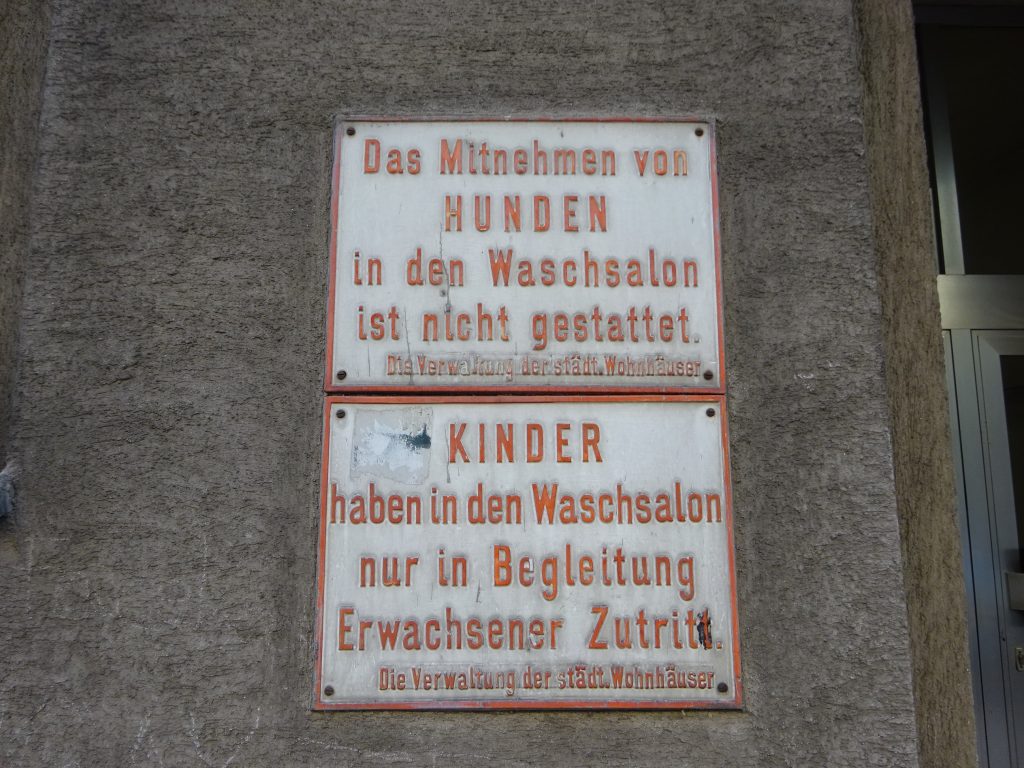 Das Mitnehmen von
HUNDEN
in den Waschsalon
ist nicht gestattet.
Die Verwaltung der städt. Wohnhäuser
KINDER
haben in den Waschsalon
nur in Begleitung
Erwachsener Zutritt.
Die Verwaltung der städt. Wohnhäuser